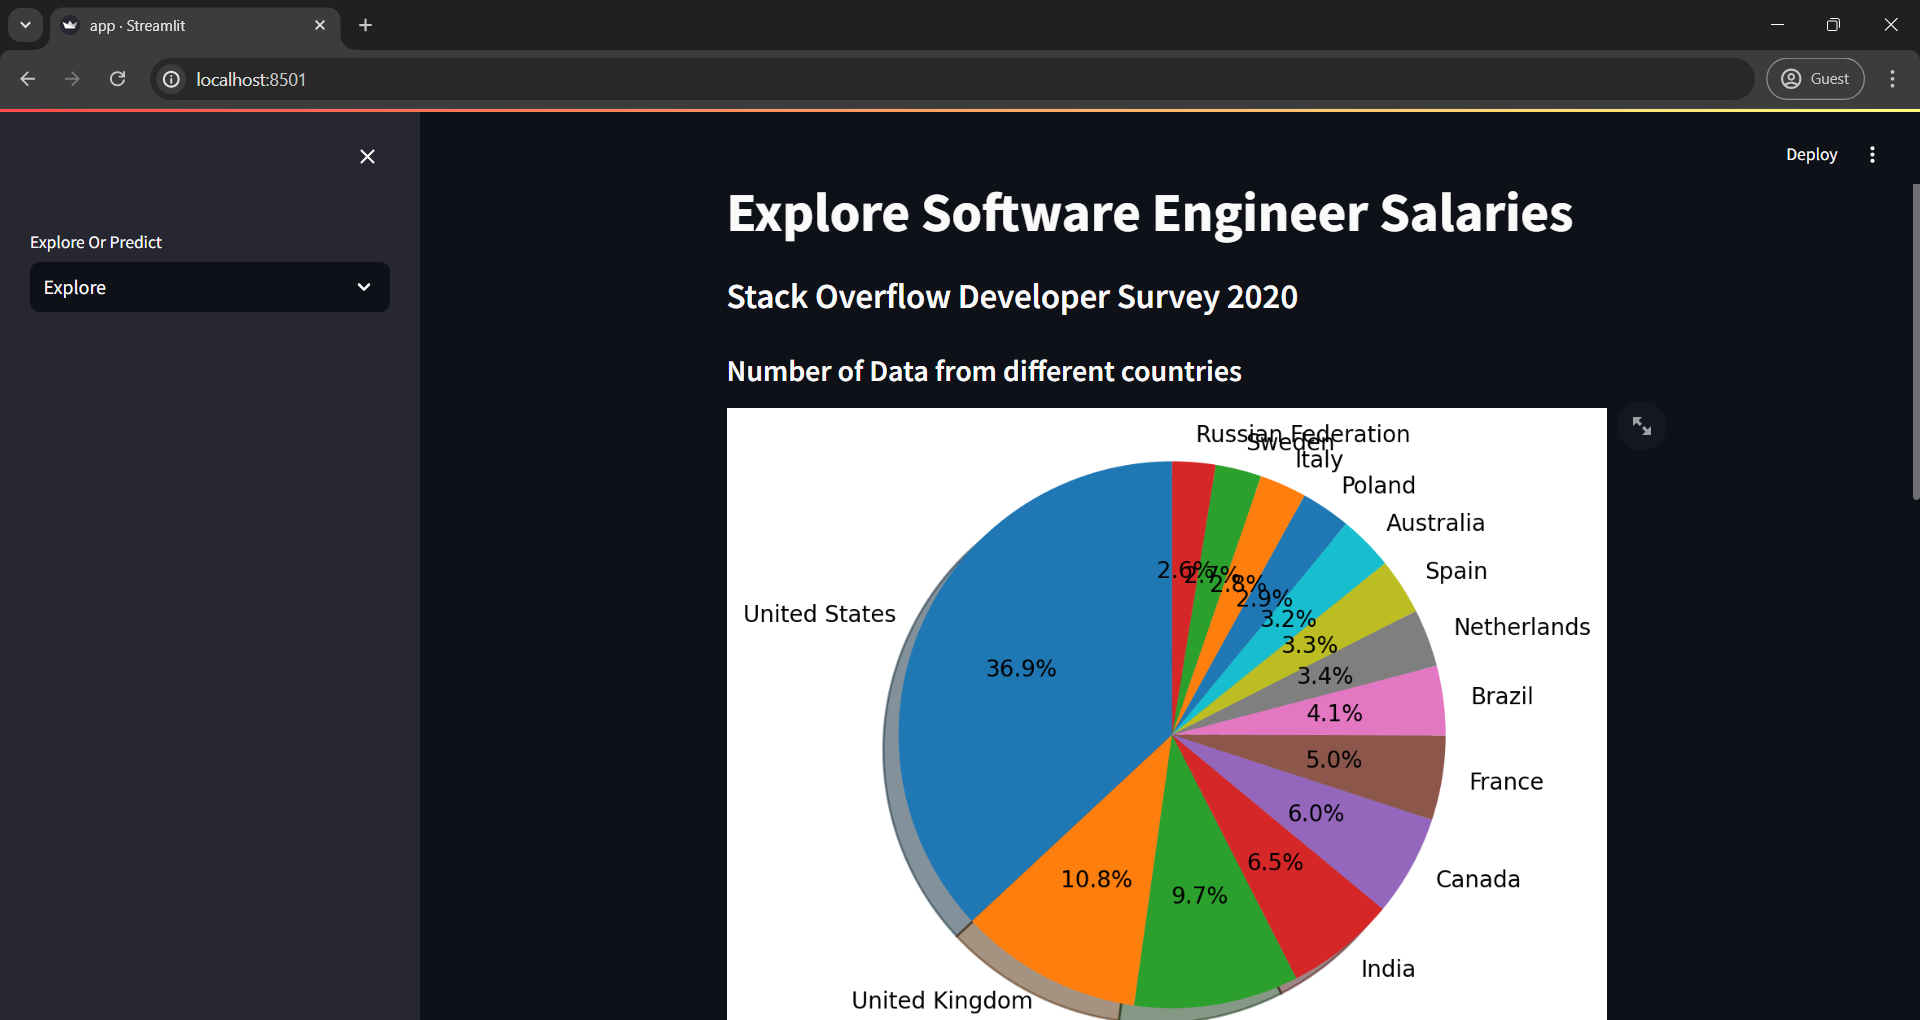 app · Streamlit
localhost:8501
Guest
Deploy
Explore Or Predict
Explore
Explore Software Engineer Salaries
Stack Overflow Developer Survey 2020
Number of Data from different countries
Russian Federation
Sweden
Italy
Poland
Australia
Spain
Netherlands
Brazil
France
Canada
India
United Kingdom
United States
2.6%
2.7%
2.8%
2.9%
3.2%
3.3%
3.4%
4.1%
5.0%
6.0%
6.5%
9.7%
10.8%
36.9%